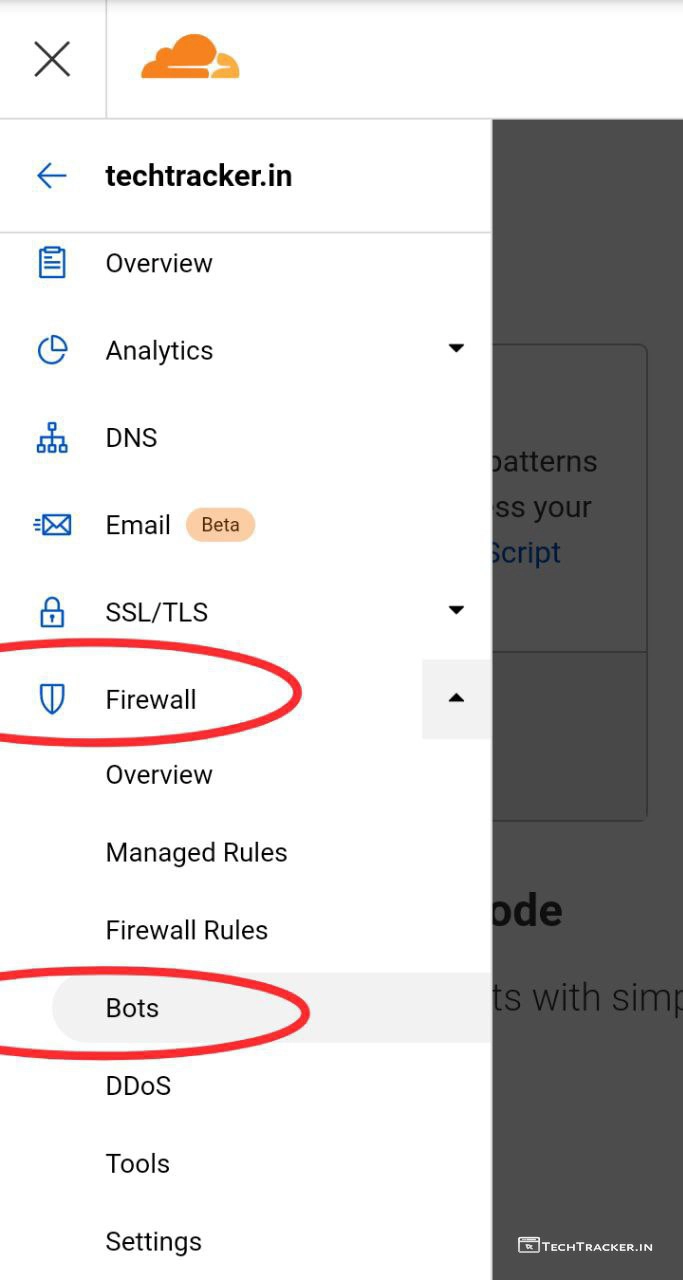 techtracker.in
Overview
Analytics
DNS
Email Beta
SSL/TLS
Firewall
Overview
Managed Rules
Firewall Rules
Bots
DDoS
Tools
Settings
patterns
ss your
Script
ode
ts with simp
TECHTRACKER.IN